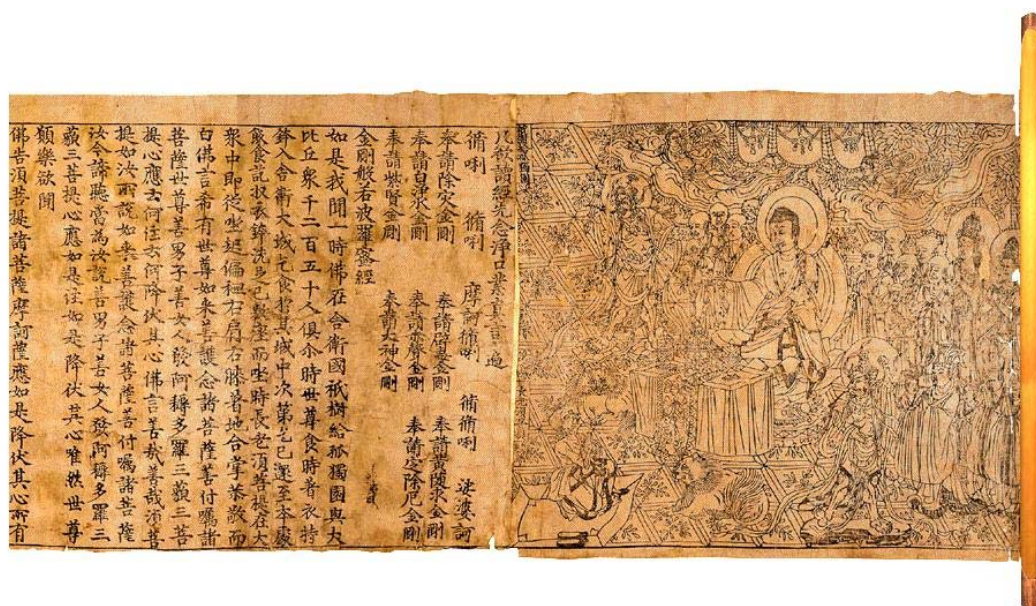 凡欲讀經先念淨口業真言一遍
脩唎 脩唎 摩訶脩唎 脩脩唎 娑婆訶
奉請除灾金剛 奉請辟毒金剛 奉請黄隨求金剛
奉請白淨水金剛 奉請赤聲金剛 奉請定除厄金剛
奉請紫賢金剛 奉請大神金剛
金剛般若波羅蜜經
如是我聞一時佛在舍衛國祇樹給孤獨園與大
比丘衆千二百五十人俱尒時世尊食時著衣持
鉢入舍衛大城乞食於其城中次第乞已還至本處
飯食訖収衣鉢洗足已敷座而坐時長老須菩提在大
衆中即從座起偏袒右肩右膝著地合掌恭敬而
白佛言希有世尊如来善護念諸菩薩善付囑諸
菩薩世尊善男子善女人發阿耨多羅三藐三菩
提心應云何住云何降伏其心佛言善哉善哉須菩
提如汝所說如来善護念諸菩薩善付囑諸菩薩
汝今諦聽當為汝說善男子善女人發阿耨多羅三
藐三菩提心應如是住如是降伏其心唯然世尊
願樂欲聞
佛告須菩提諸菩薩摩訶薩應如是降伏其心所有